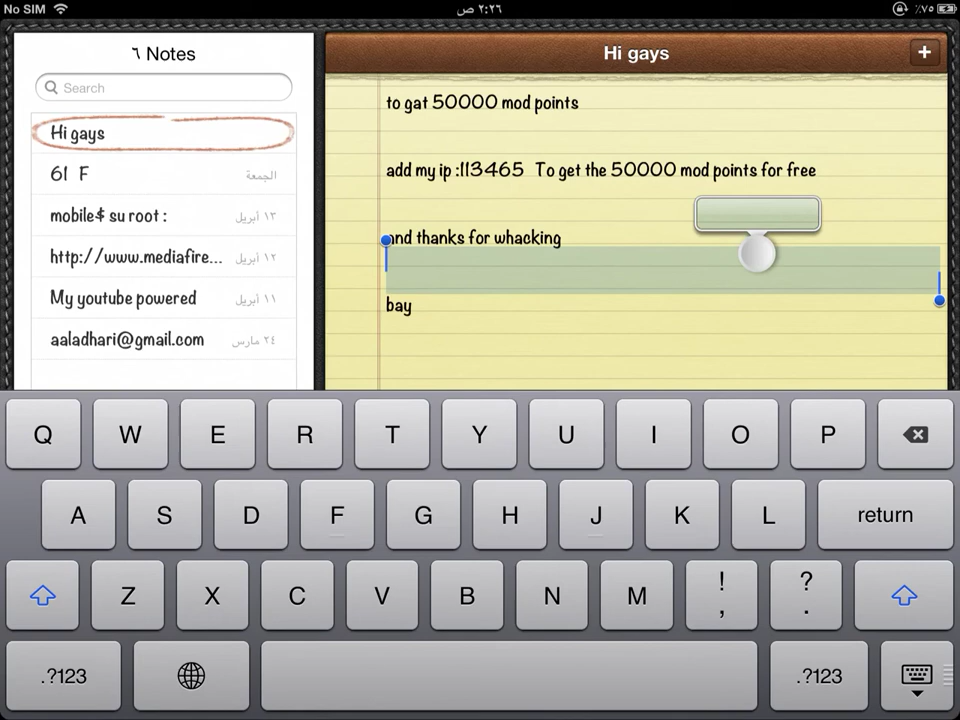 No SIM
٢:٢٦ ص
٪٧٥
٦ Notes
Search
Hi gays
61 F
الجمعة
mobile$ su root :
١٣ أبريل
http://www.mediafire...
١٢ أبريل
My youtube powered
١١ أبريل
aaladhari@gmail.com
٢٤ مارس
Hi gays
+
to gat 50000 mod points
add my ip :113465 To get the 50000 mod points for free
and thanks for whacking
bay
Q W E R T Y U I O P
A S D F G H J K L return
Z X C V B N M ! , ? .
.?123 .?123